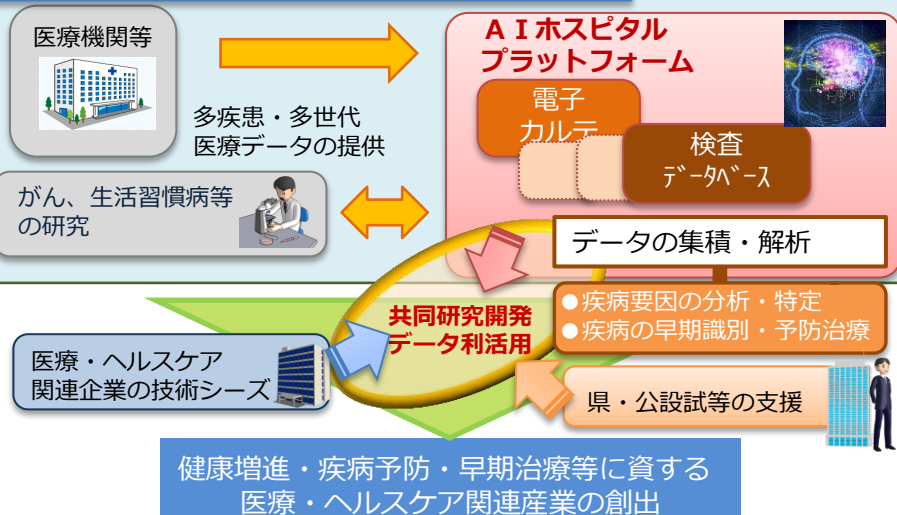 医療機関等
ＡＩホスピタル
プラットフォーム
電子
カルテ
検査
ﾃﾞｰﾀﾍﾞｰｽ
多疾患・多世代
医療データの提供
がん、生活習慣病等
の研究
データの集積・解析
●疾病要因の分析・特定
●疾病の早期識別・予防治療
共同研究開発
データ利活用
医療・ヘルスケア
関連企業の技術シーズ
県・公設試等の支援
健康増進・疾病予防・早期治療等に資する
医療・ヘルスケア関連産業の創出